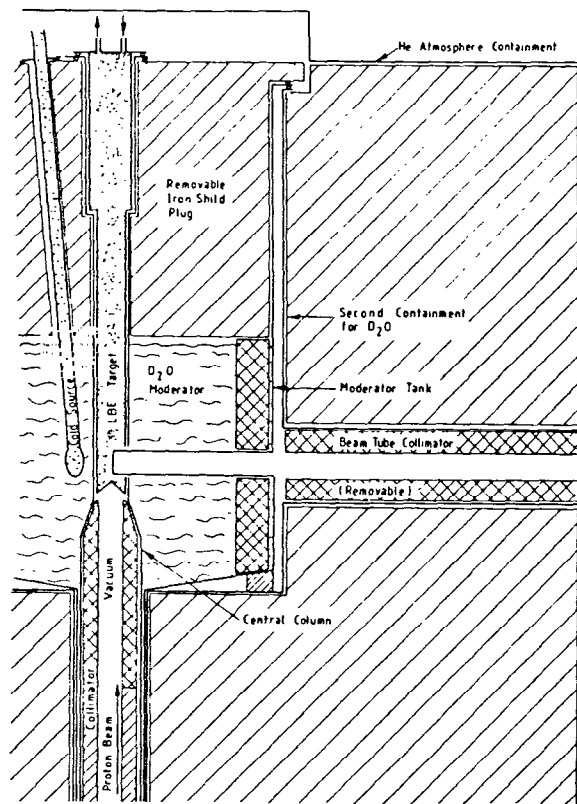 He Atmosphere Containment
Removable
Iron Shild
Plug
Second Containment
for D2O
D2O
Moderator
LBE Target
Cold Source
Moderator Tank
Beam Tube Collimator
(Removable)
Vacuum
Central Column
Collimator
Proton Beam